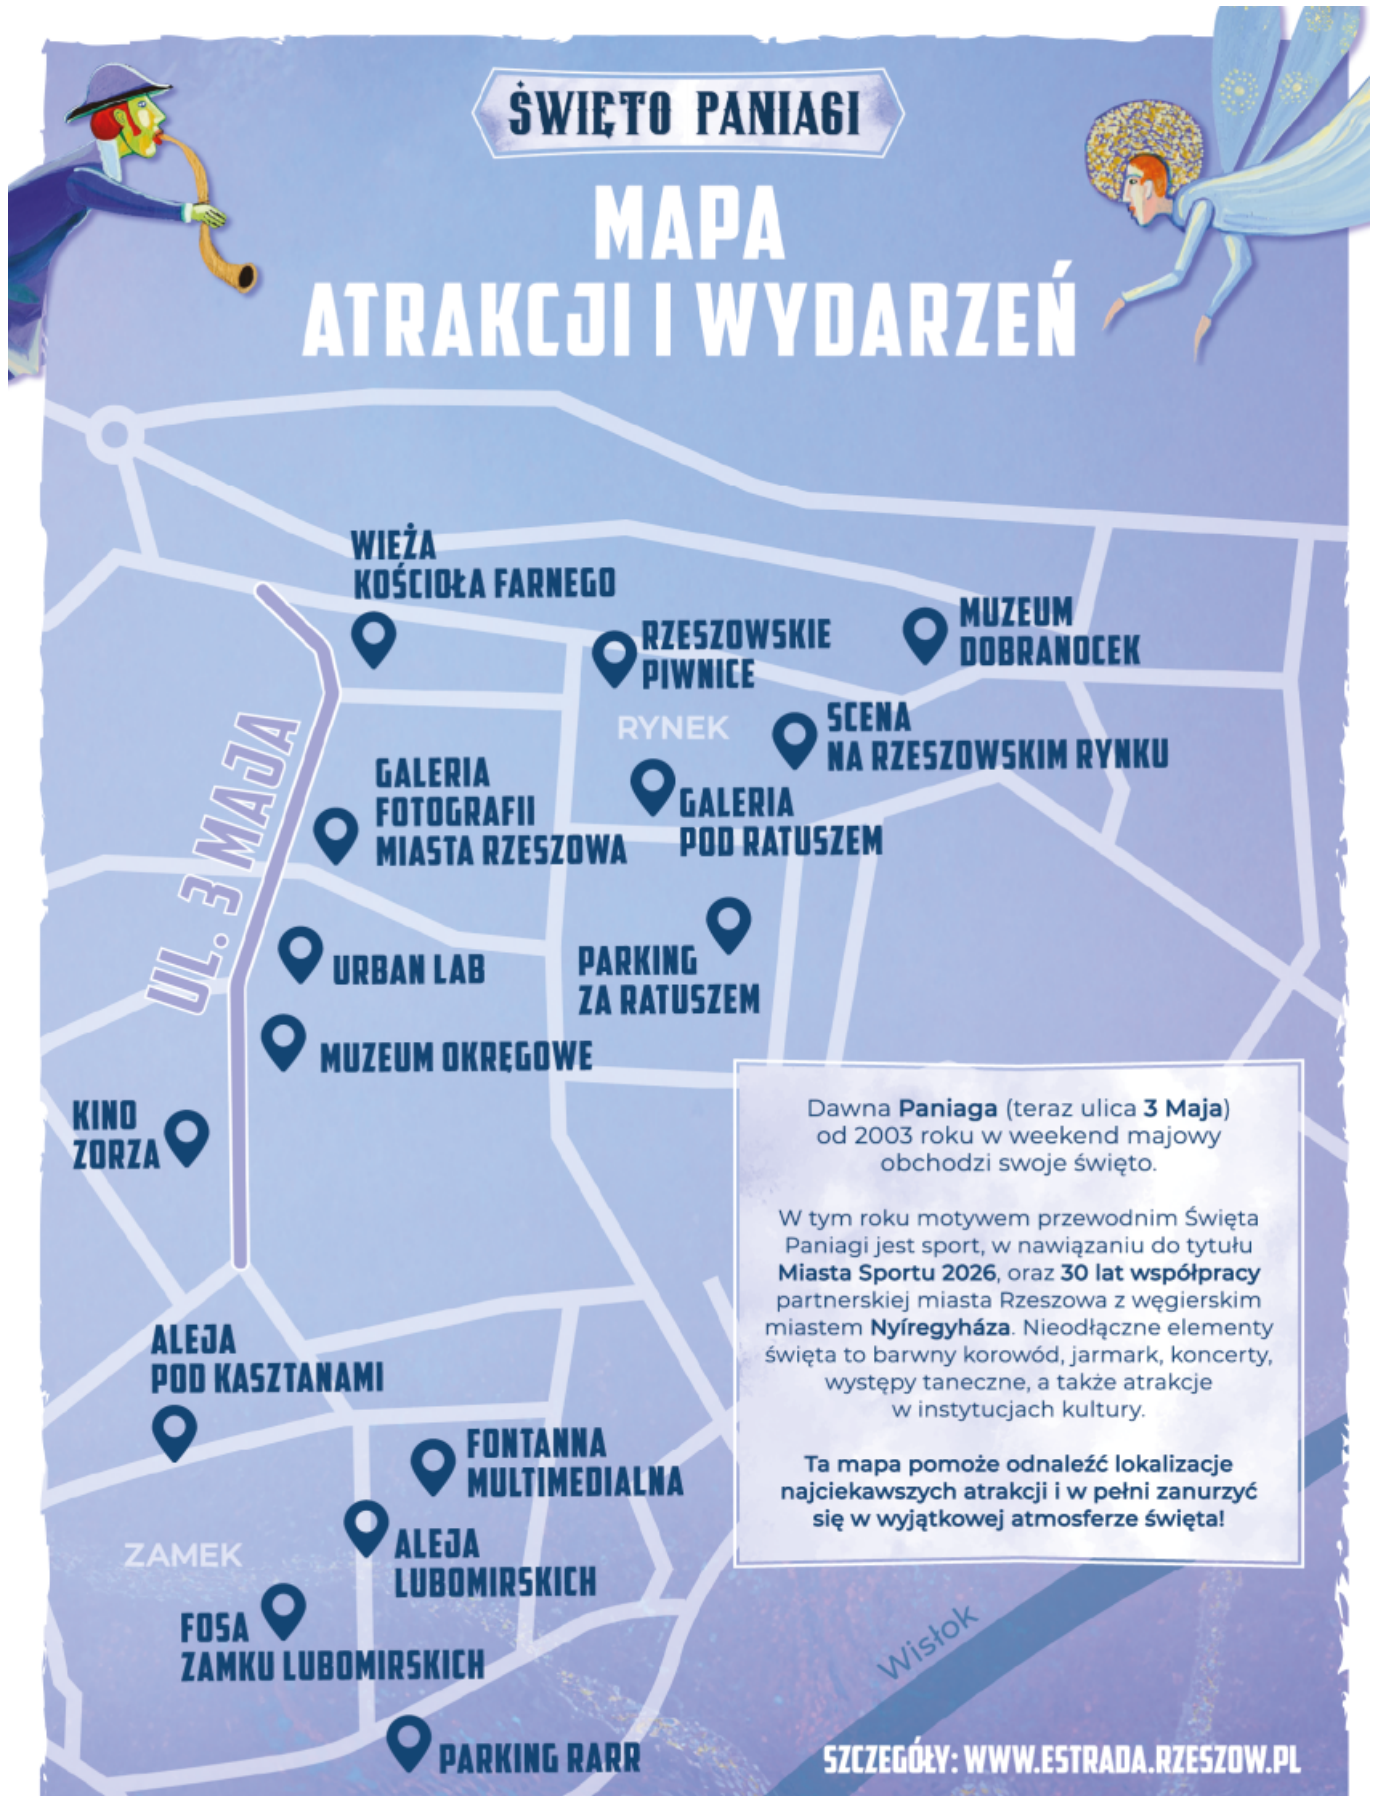 ŚWIĘTO PANIAGI
MAPA
ATRAKCJI I WYDARZEŃ
WIEŻA
KOŚCIOŁA FARNEGO
RZESZOWSKIE
PIWNICE
MUZEUM
DOBRANOCEK
RYNEK
SCENA
NA RZESZOWSKIM RYNKU
UL. 3 MAJA
GALERIA
FOTOGRAFII
MIASTA RZESZOWA
GALERIA
POD RATUSZEM
URBAN LAB
PARKING
ZA RATUSZEM
MUZEUM OKRĘGOWE
KINO
ZORZA
Dawna Paniaga (teraz ulica 3 Maja)
od 2003 roku w weekend majowy
obchodzi swoje święto.
W tym roku motywem przewodnim Święta
Paniagi jest sport, w nawiązaniu do tytułu
Miasta Sportu 2026, oraz 30 lat współpracy
partnerskiej miasta Rzeszowa z węgierskim
miastem Nyíregyháza. Nieodłączne elementy
święta to barwny korowód, jarmark, koncerty,
występy taneczne, a także atrakcje
w instytucjach kultury.
Ta mapa pomoże odnaleźć lokalizacje
najciekawszych atrakcji i w pełni zanurzyć
się w wyjątkowej atmosferze święta!
ALEJA
POD KASZTANAMI
FONTANNA
MULTIMEDIALNA
ZAMEK
ALEJA
LUBOMIRSKICH
FOSA
ZAMKU LUBOMIRSKICH
Wisłok
PARKING RARR
SZCZEGÓŁY: WWW.ESTRADA.RZESZOW.PL